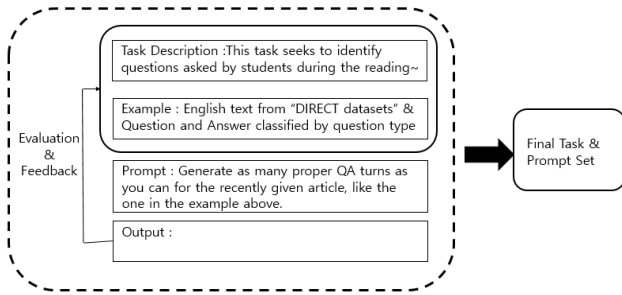 Task Description :This task seeks to identify
questions asked by students during the reading~
Example : English text from “DIRECT datasets” &
Question and Answer classified by question type
Evaluation
&
Feedback
Prompt : Generate as many proper QA turns as
you can for the recently given article, like the
one in the example above.
Output :
Final Task &
Prompt Set